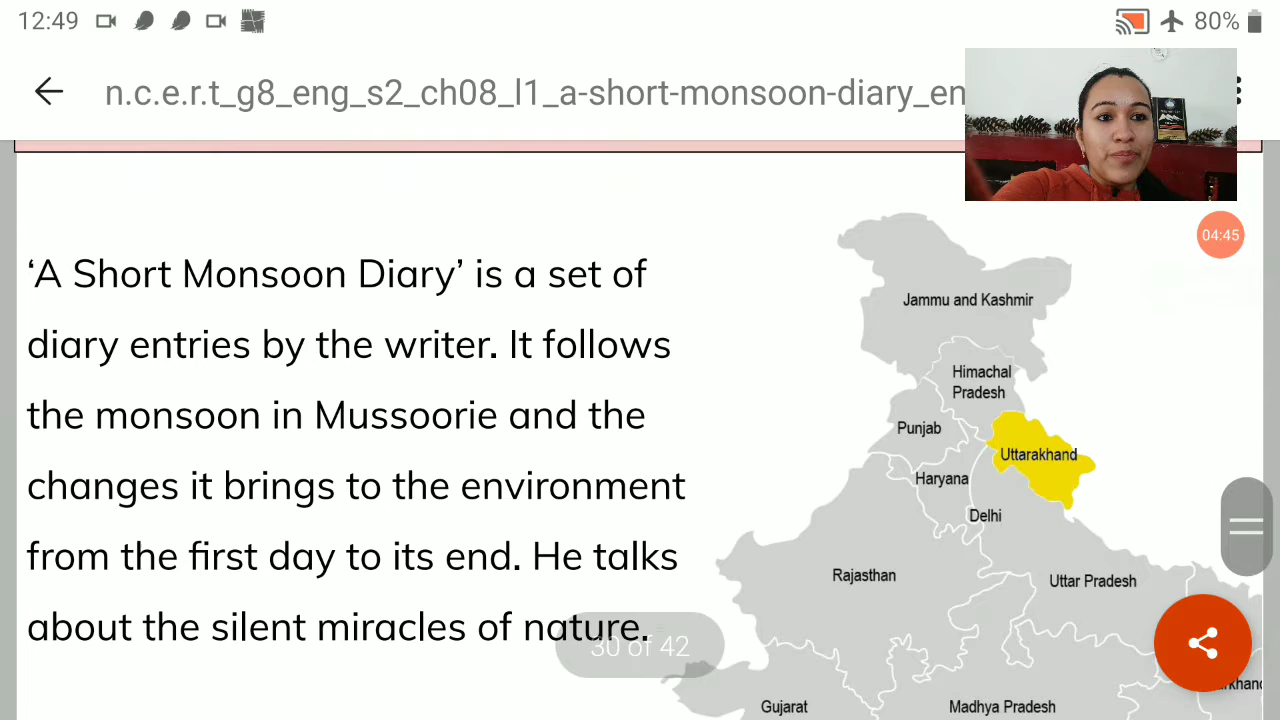 12:49
80%
n.c.e.r.t_g8_eng_s2_ch08_l1_a-short-monsoon-diary_en
04:45
‘A Short Monsoon Diary’ is a set of
diary entries by the writer. It follows
the monsoon in Mussoorie and the
changes it brings to the environment
from the first day to its end. He talks
about the silent miracles of nature.
30 of 42
Jammu and Kashmir
Himachal
Pradesh
Punjab
Uttarakhand
Haryana
Delhi
Rajasthan
Uttar Pradesh
Gujarat
Madhya Pradesh